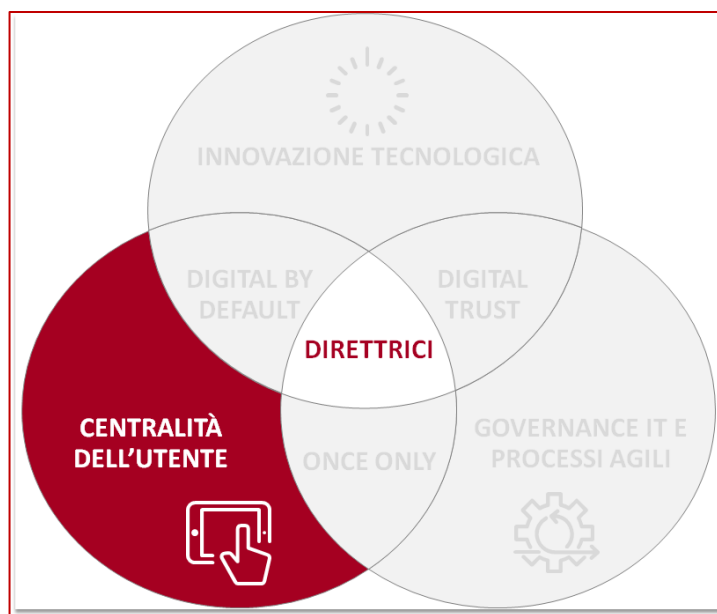 INNOVAZIONE TECNOLOGICA
DIGITAL BY
DEFAULT
DIGITAL
TRUST
DIRETTRICI
CENTRALITÀ
DELL'UTENTE
ONCE ONLY
GOVERNANCE IT E
PROCESSI AGILI